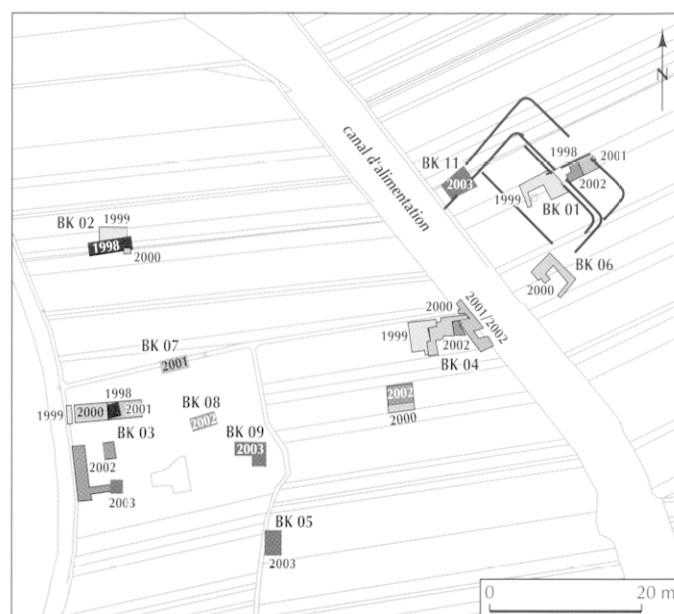 N
canal d'alimentation
BK 11
2003
1998
2001
2002
1999
BK 01
BK 06
2000
BK 02
1999
1998
2000
2001/2002
2000
1999
2002
BK 04
BK 07
2001
1998
1999
2000
2001
BK 08
2002
2002
2000
BK 03
BK 09
2003
2002
2003
BK 05
2003
0
20 m